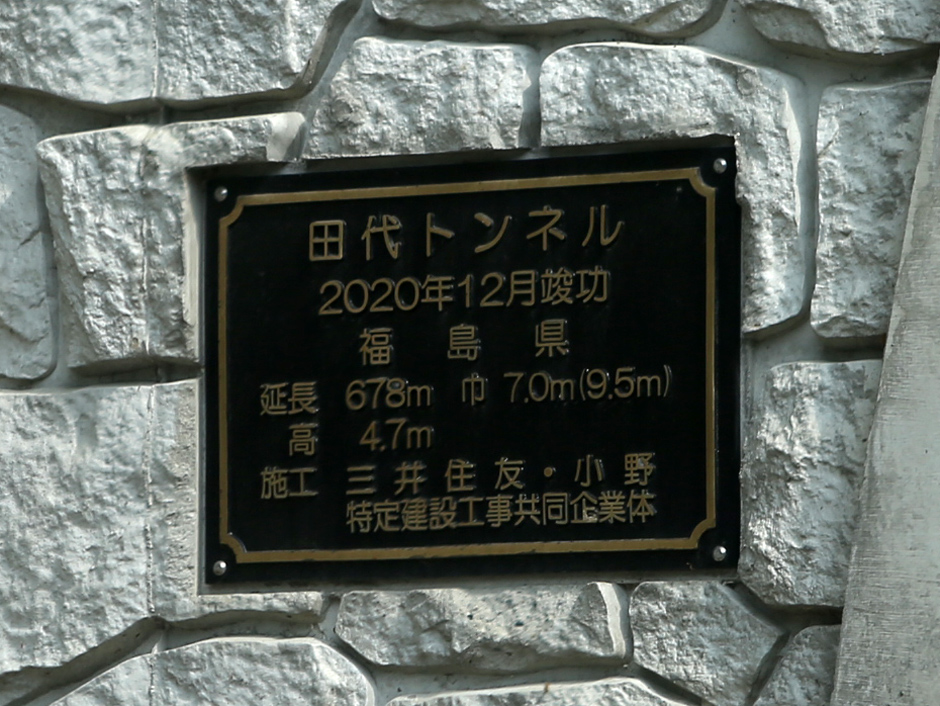 田代トンネル
2020年12月竣功
福島県
延長 678m 巾 7.0m(9.5m)
高 4.7m
施工 三井住友・小野
特定建設工事共同企業体